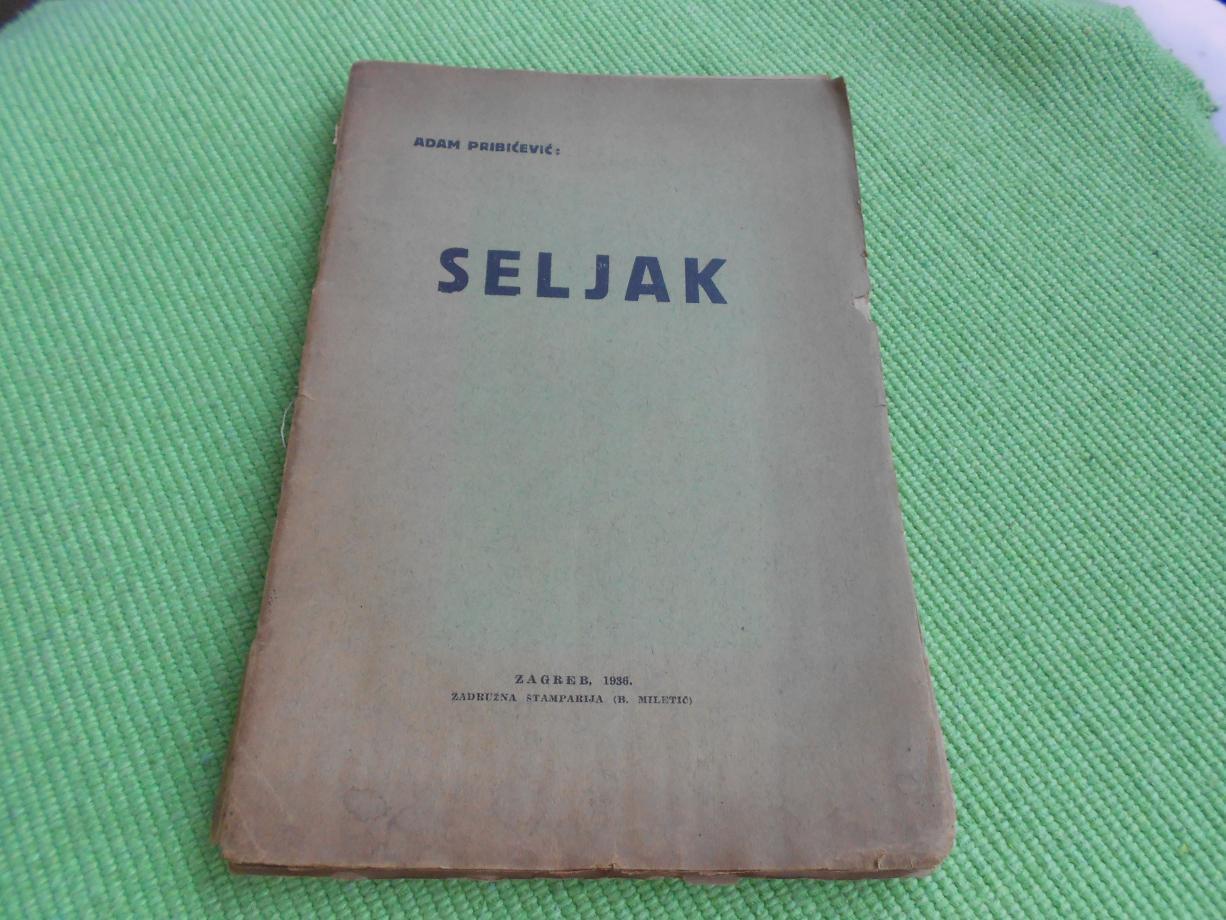 ADAM PRIBIĆEVIĆ:
SELJAK
ZAGREB, 1936.
ZADRUŽNA ŠTAMPARIJA (B. MILETIĆ)